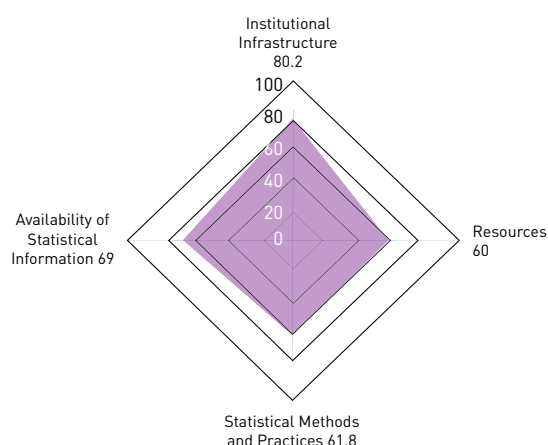 Institutional
Infrastructure
80.2
100
80
60
40
20
0
Availability of
Statistical
Information 69
Resources
60
Statistical Methods
and Practices 61.8